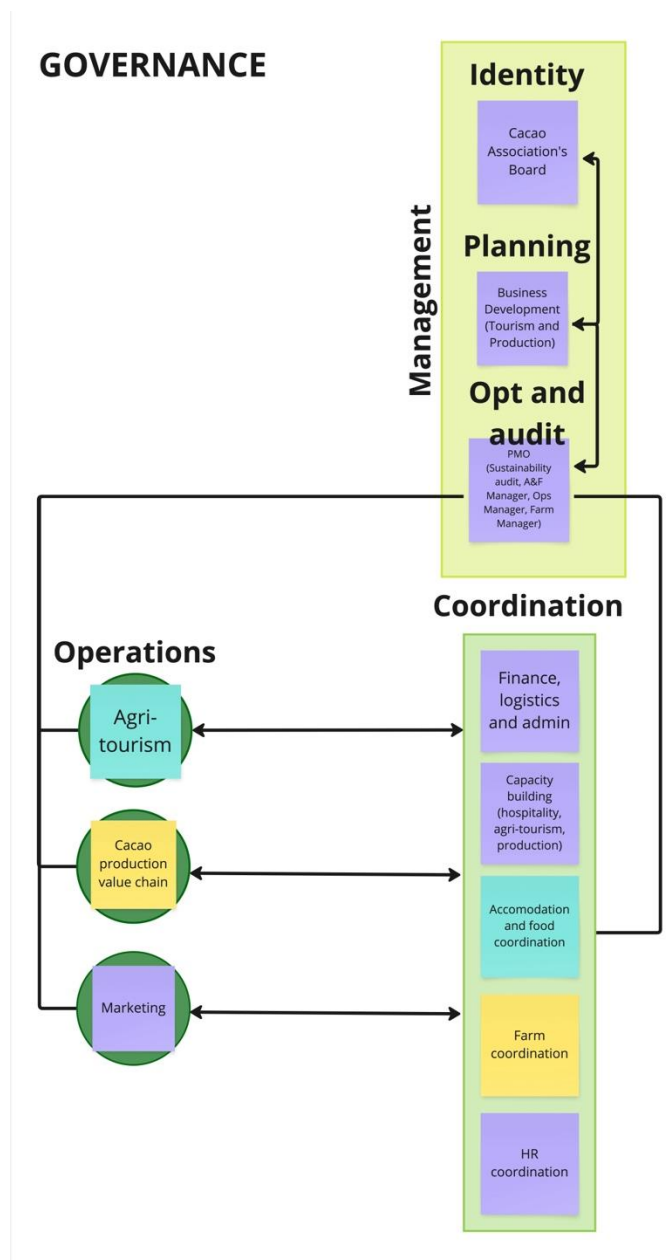 GOVERNANCE
Identity
Cacao
Association's
Board
Management
Planning
Business
Development
(Tourism and
Production)
Opt and
audit
PMO
(Sustainability
audit, A&F
Manager, Ops
Manager, Farm
Manager)
Coordination
Operations
Agri-
tourism
Cacao
production
value chain
Marketing
Finance,
logistics
and admin
Capacity
building
(hospitality,
agri-tourism,
production)
Accomodation
and food
coordination
Farm
coordination
HR
coordination